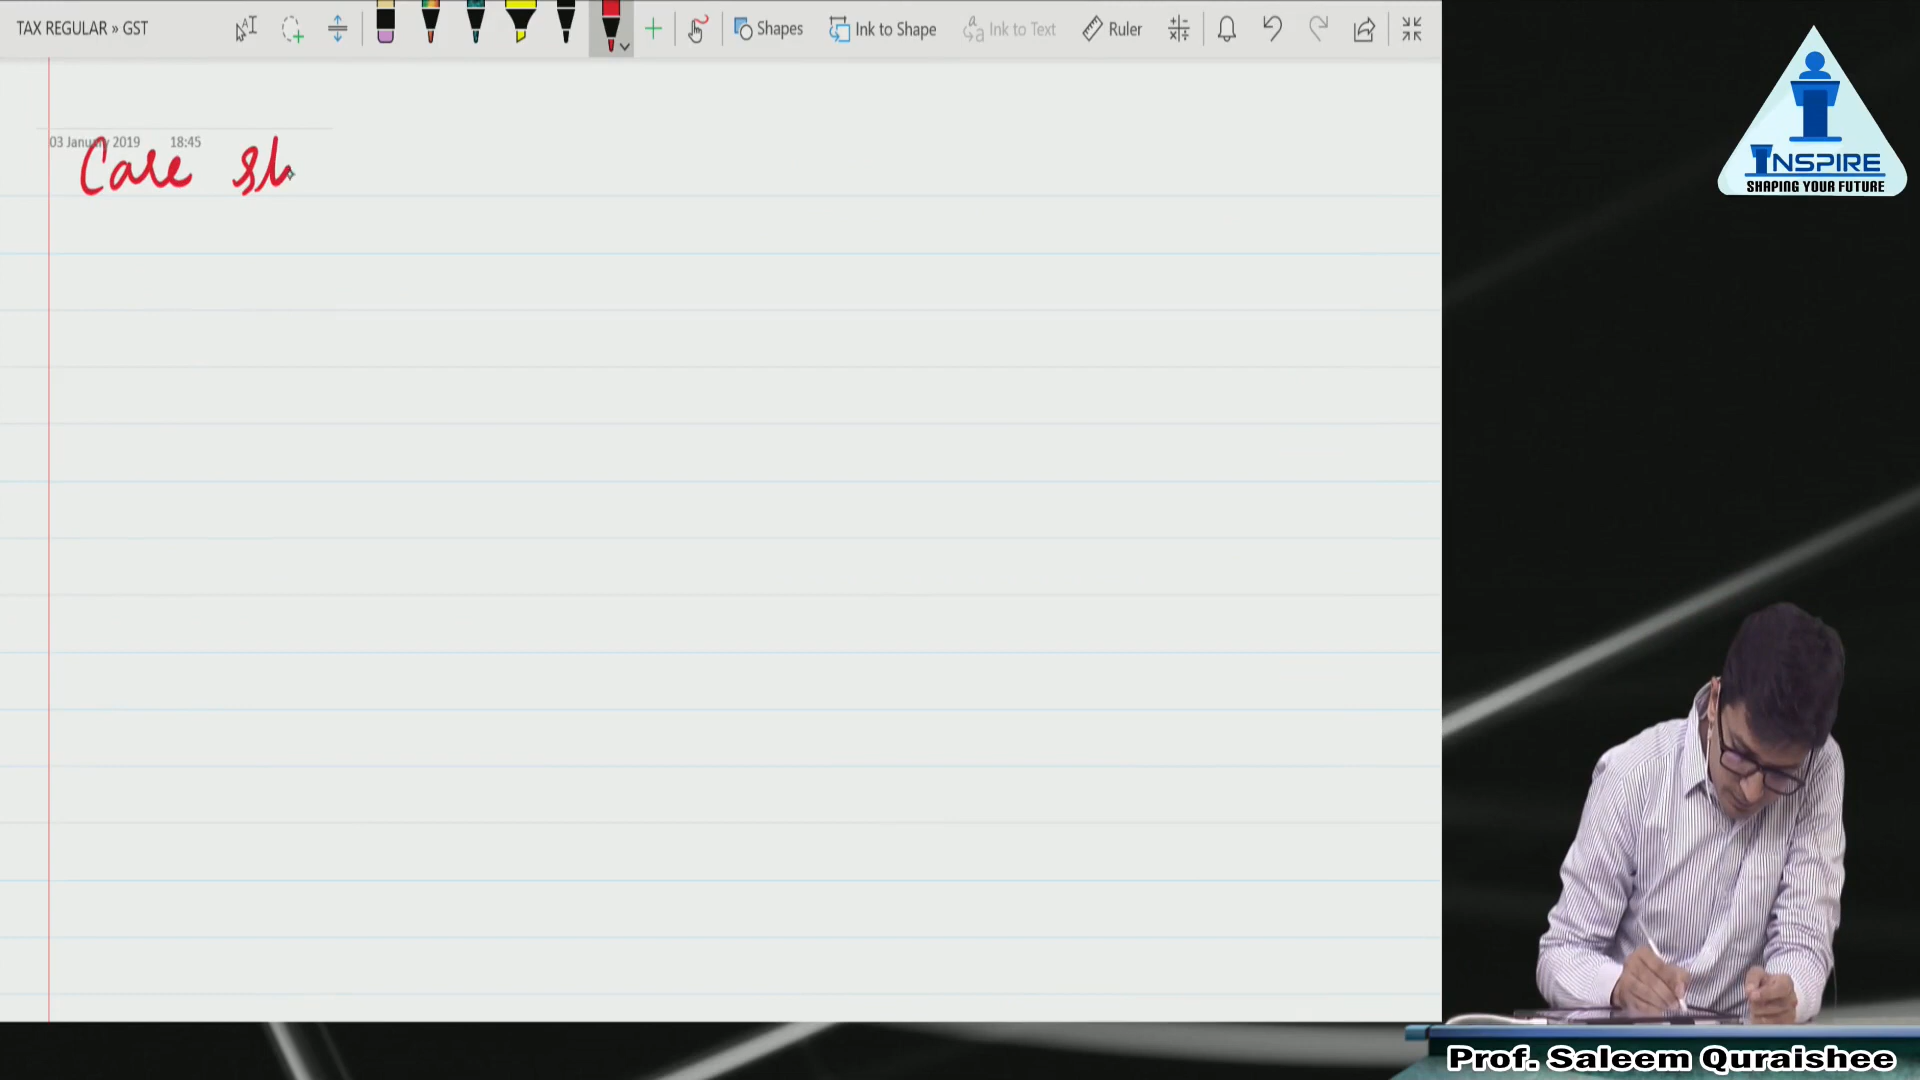 TAX REGULAR » GST
Shapes
Ink to Shape
Ink to Text
Ruler
03 January 2019 18:45
Case
INSPIRE
SHAPING YOUR FUTURE
Prof. Saleem Quraishee